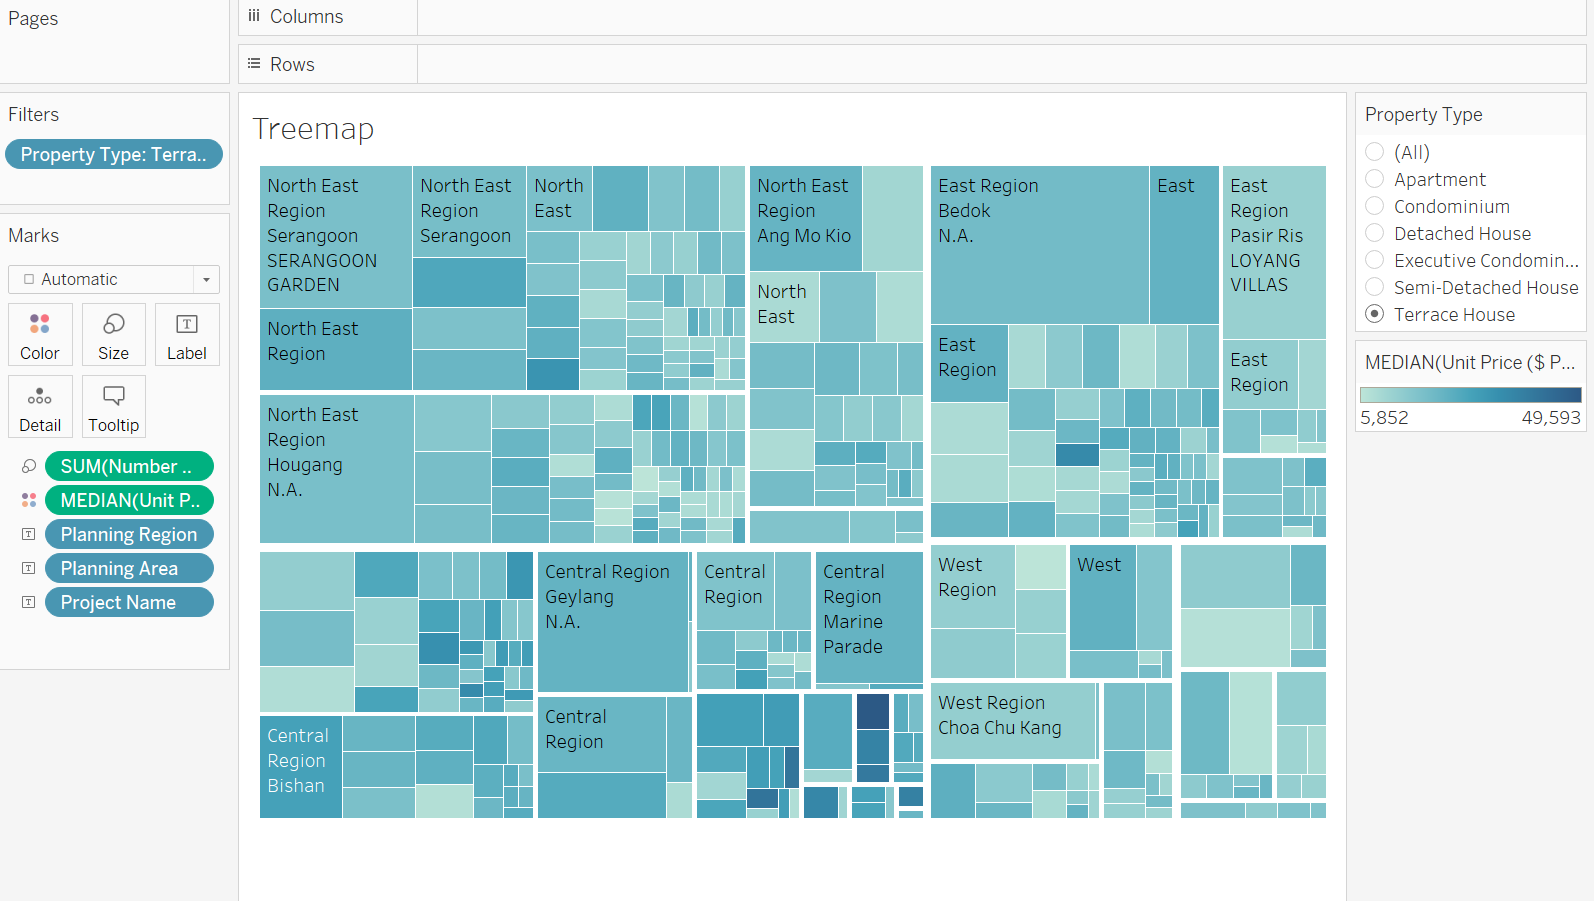 Pages
Columns
Rows
Filters
Property Type: Terra..
Marks
Automatic
Color
Size
Label
Detail
Tooltip
SUM(Number ..
MEDIAN(Unit P..
Planning Region
Planning Area
Project Name
Treemap
North East
Region
Serangoon
SERANGOON
GARDEN
North East
Region
Serangoon
North
East
North East
Region
North East
Region
Hougang
N.A.
North East
Region
Ang Mo Kio
North
East
East Region
Bedok
N.A.
East
East
Region
Pasir Ris
LOYANG
VILLAS
East
Region
East
Region
Central Region
Geylang
N.A.
Central
Region
Central
Region
Marine
Parade
Central
Region
Bishan
Central
Region
West
Region
West
West Region
Choa Chu Kang
Property Type
(All)
Apartment
Condominium
Detached House
Executive Condomin...
Semi-Detached House
Terrace House
MEDIAN(Unit Price ($ P...
5,852
49,593